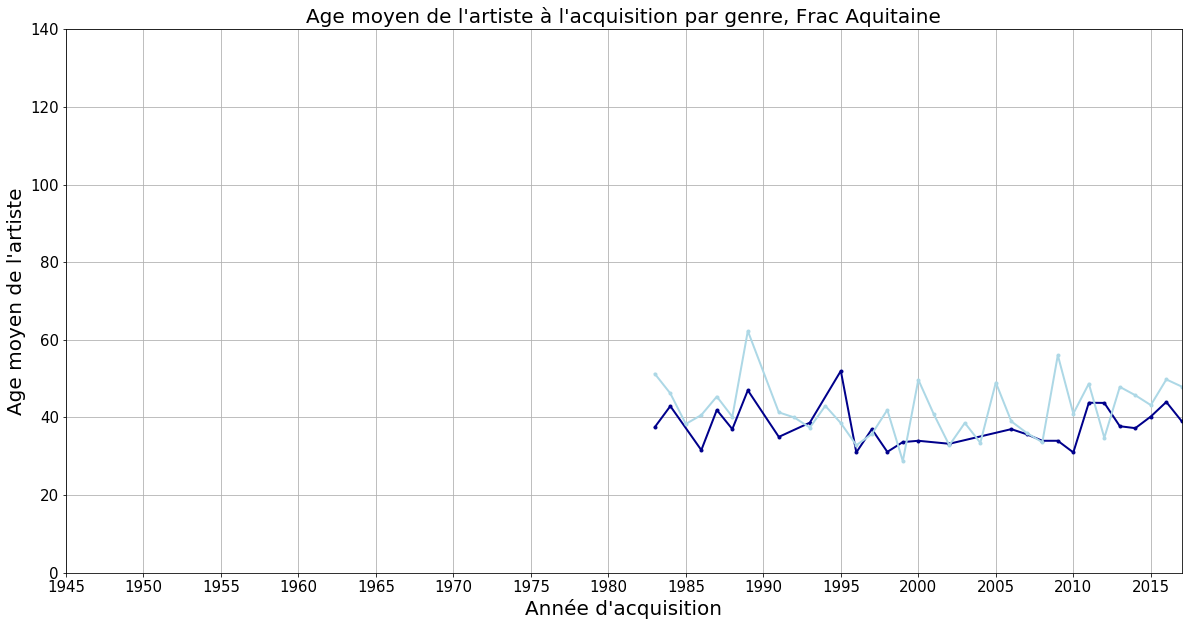 Age moyen de l'artiste à l'acquisition par genre, Frac Aquitaine
140
120
100
80
60
40
20
0
Age moyen de l'artiste
1945 1950 1955 1960 1965 1970 1975 1980 1985 1990 1995 2000 2005 2010 2015
Année d'acquisition